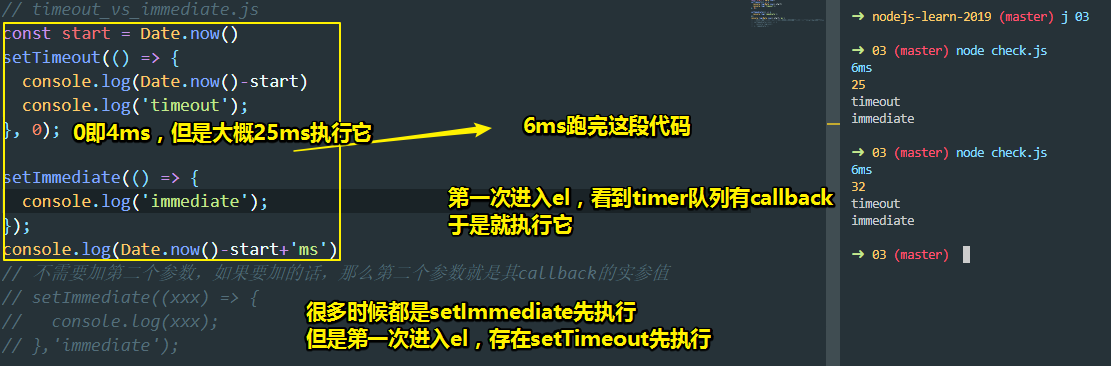 // timeout_vs_immediate.js
const start = Date.now()
setTimeout(() => {
  console.log(Date.now()-start)
  console.log('timeout');
}, 0);
0即4ms，但是大概25ms执行它
6ms跑完这段代码
setImmediate(() => {
  console.log('immediate');
});
console.log(Date.now()-start+'ms')
第一次进入el，看到timer队列有callback
于是就执行它
// 不需要加第二个参数，如果要加的话，那么第二个参数就是其callback的实参值
// setImmediate((xxx) => {
//   console.log(xxx);
// },'immediate');
很多时候都是setImmediate先执行
但是第一次进入el，存在setTimeout先执行
➜ nodejs-learn-2019 (master) j 03
➜ 03 (master) node check.js
6ms
25
timeout
immediate
➜ 03 (master) node check.js
6ms
32
timeout
immediate
➜ 03 (master)